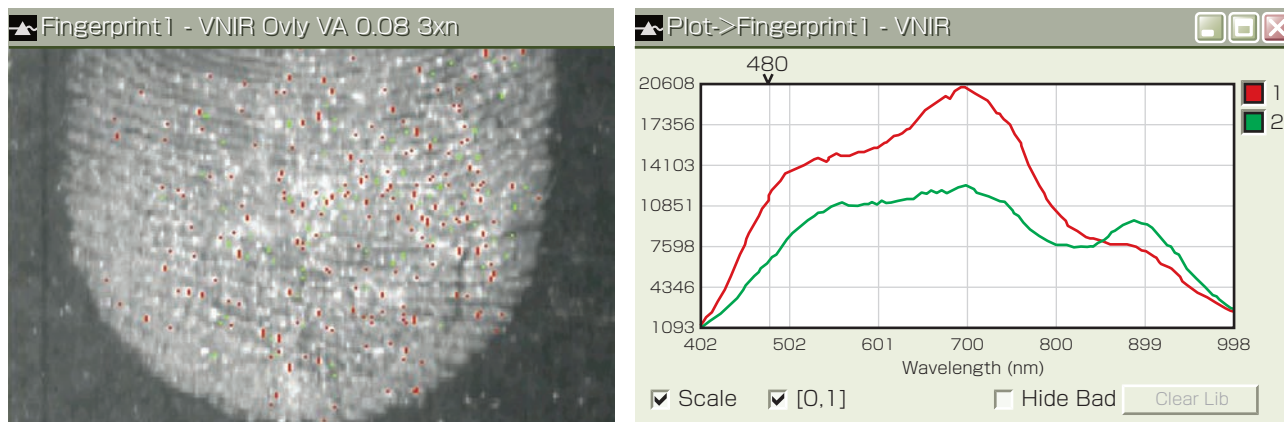 Fingerprint1 - VNIR Ovly VA 0.08 3xn
Plot->Fingerprint1 - VNIR
480
20608
17356
14103
10851
7598
4346
1093
402 502 601 700 800 899 998
Wavelength (nm)
1
2
Scale [0,1] Hide Bad Clear Lib